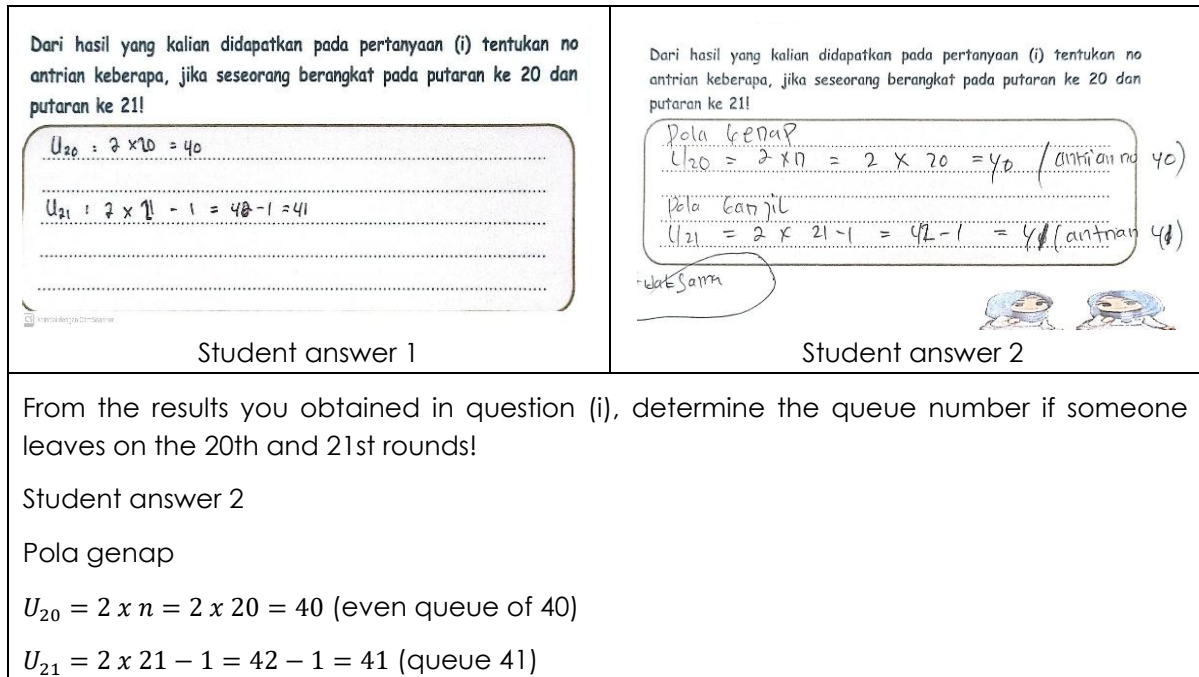 Dari hasil yang kalian didapatkan pada pertanyaan (i) tentukan no
antrian keberapa, jika seseorang berangkat pada putaran ke 20 dan
putaran ke 21!
U20 : 2 x 20 = 40
U21 : 2 x 21 - 1 = 42 - 1 = 41
Student answer 1
Dari hasil yang kalian didapatkan pada pertanyaan (i) tentukan no
antrian keberapa, jika seseorang berangkat pada putaran ke 20 dan
putaran ke 21!
Pola Genap
U20 = 2 x n = 2 x 20 = 40 (antrian no 40)
Pola Ganjil
U21 = 2 x 21 - 1 = 42 - 1 = 41 (antrian 41)
Student answer 2
From the results you obtained in question (i), determine the queue number if someone
leaves on the 20th and 21st rounds!
Student answer 2
Pola genap
𝑈20 = 2 𝑥 𝑛 = 2 𝑥 20 = 40 (even queue of 40)
𝑈21 = 2 𝑥 21 − 1 = 42 − 1 = 41 (queue 41)